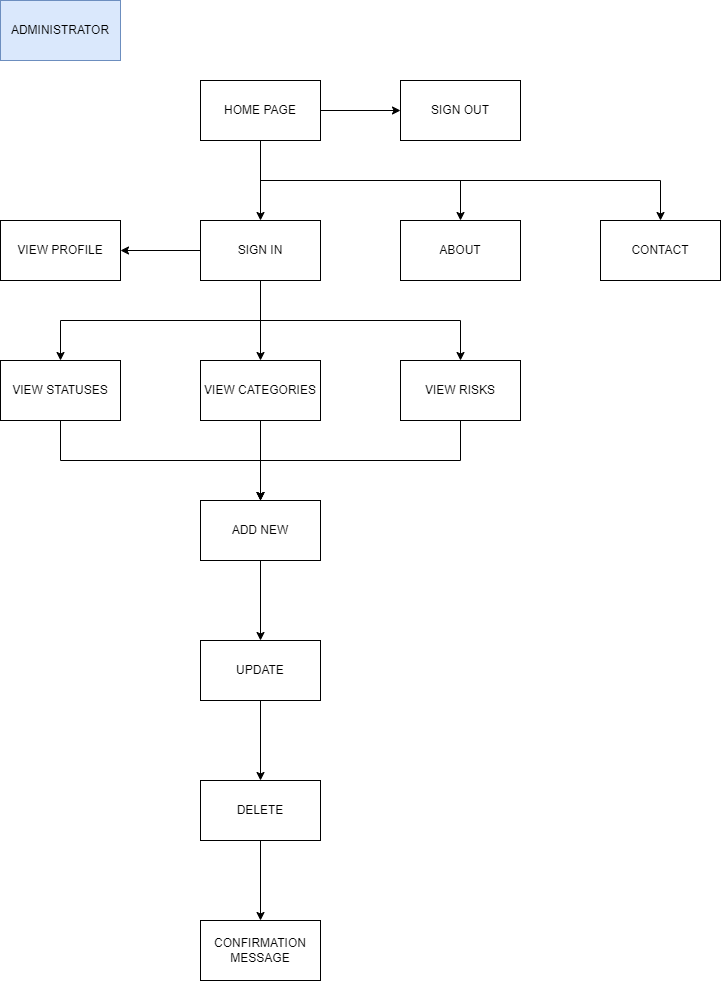 ADMINISTRATOR
HOME PAGE
SIGN OUT
VIEW PROFILE
SIGN IN
ABOUT
CONTACT
VIEW STATUSES
VIEW CATEGORIES
VIEW RISKS
ADD NEW
UPDATE
DELETE
CONFIRMATION
MESSAGE